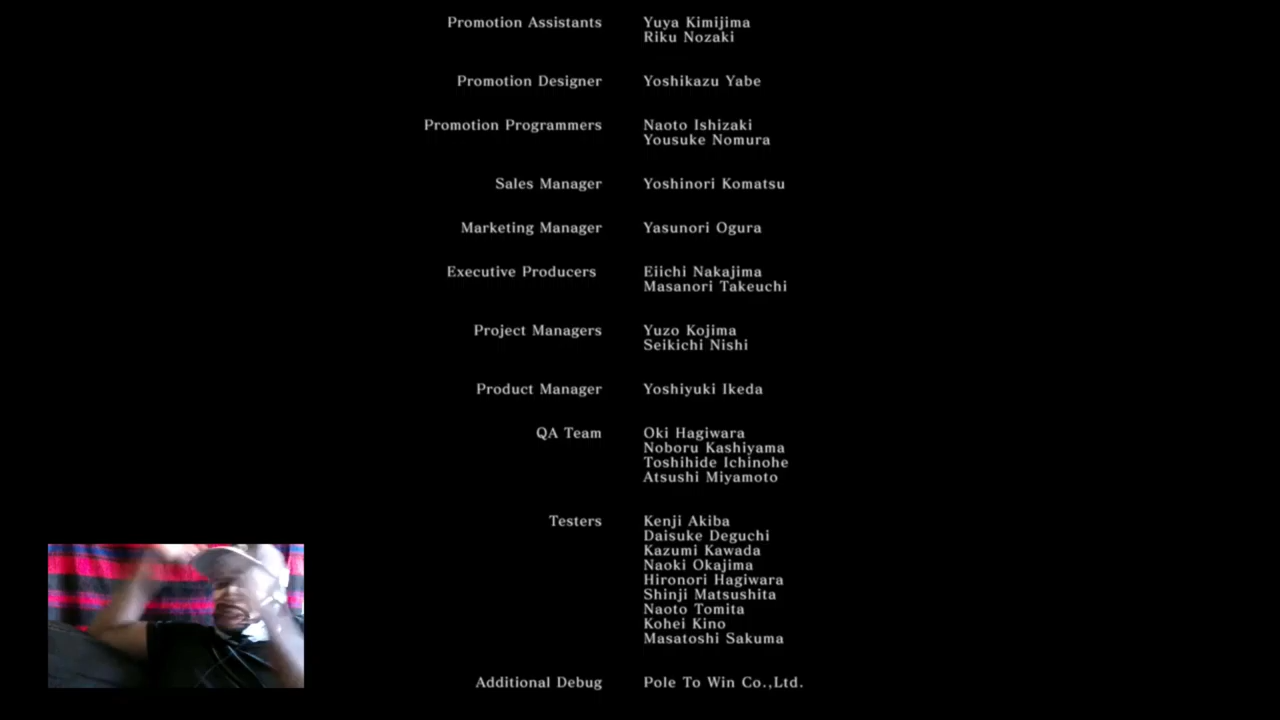 Promotion Assistants Yuya Kimijima
Riku Nozaki
Promotion Designer Yoshikazu Yabe
Promotion Programmers Naoto Ishizaki
Yousuke Nomura
Sales Manager Yoshinori Komatsu
Marketing Manager Yasunori Ogura
Executive Producers Eiichi Nakajima
Masanori Takeuchi
Project Managers Yuzo Kojima
Seikichi Nishi
Product Manager Yoshiyuki Ikeda
QA Team Oki Hagiwara
Noboru Kashiyama
Toshihide Ichinohe
Atsushi Miyamoto
Testers Kenji Akiba
Daisuke Deguchi
Kazumi Kawada
Naoki Okajima
Hironori Hagiwara
Shinji Matsushita
Naoto Tomita
Kohei Kino
Masatoshi Sakuma
Additional Debug Pole To Win Co.,Ltd.